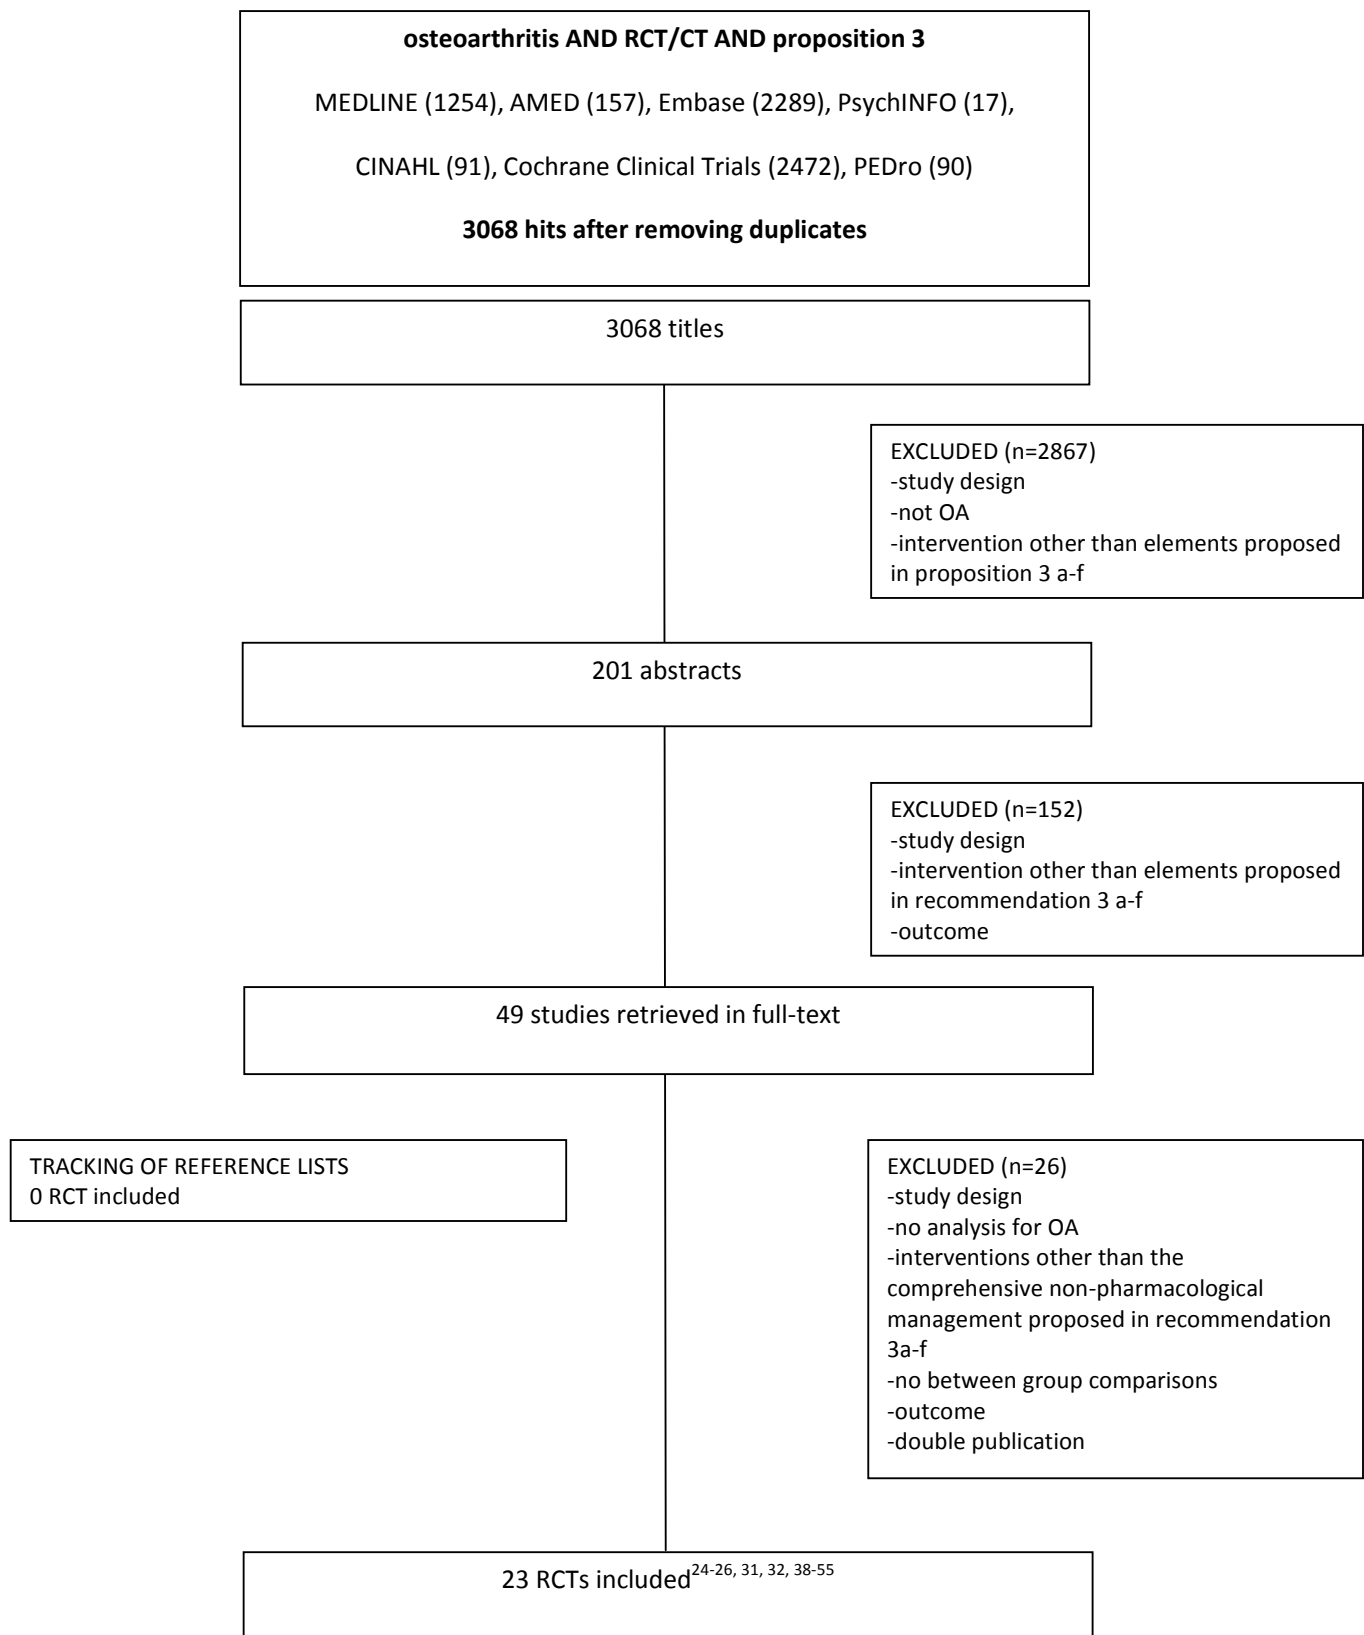 osteoarthritis AND RCT/CT AND proposition 3
MEDLINE (1254), AMED (157), Embase (2289), PsychINFO (17),
CINAHL (91), Cochrane Clinical Trials (2472), PEDro (90)
3068 hits after removing duplicates
3068 titles
EXCLUDED (n=2867)
-study design
-not OA
-intervention other than elements proposed
in proposition 3 a-f
201 abstracts
EXCLUDED (n=152)
-study design
-intervention other than elements proposed
in recommendation 3 a-f
-outcome
49 studies retrieved in full-text
TRACKING OF REFERENCE LISTS
0 RCT included
EXCLUDED (n=26)
-study design
-no analysis for OA
-interventions other than the
comprehensive non-pharmacological
management proposed in recommendation
3a-f
-no between group comparisons
-outcome
-double publication
23 RCTs included24-26, 31, 32, 38-55